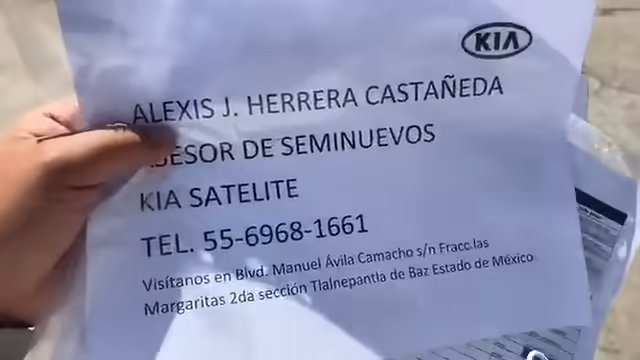 KIA
ALEXIS J. HERRERA CASTAÑEDA
ASESOR DE SEMINUEVOS
KIA SATELITE
TEL. 55-6968-1661
Visítanos en Blvd. Manuel Ávila Camacho s/n Fracc.las
Margaritas 2da sección Tlalnepantla de Baz Estado de México